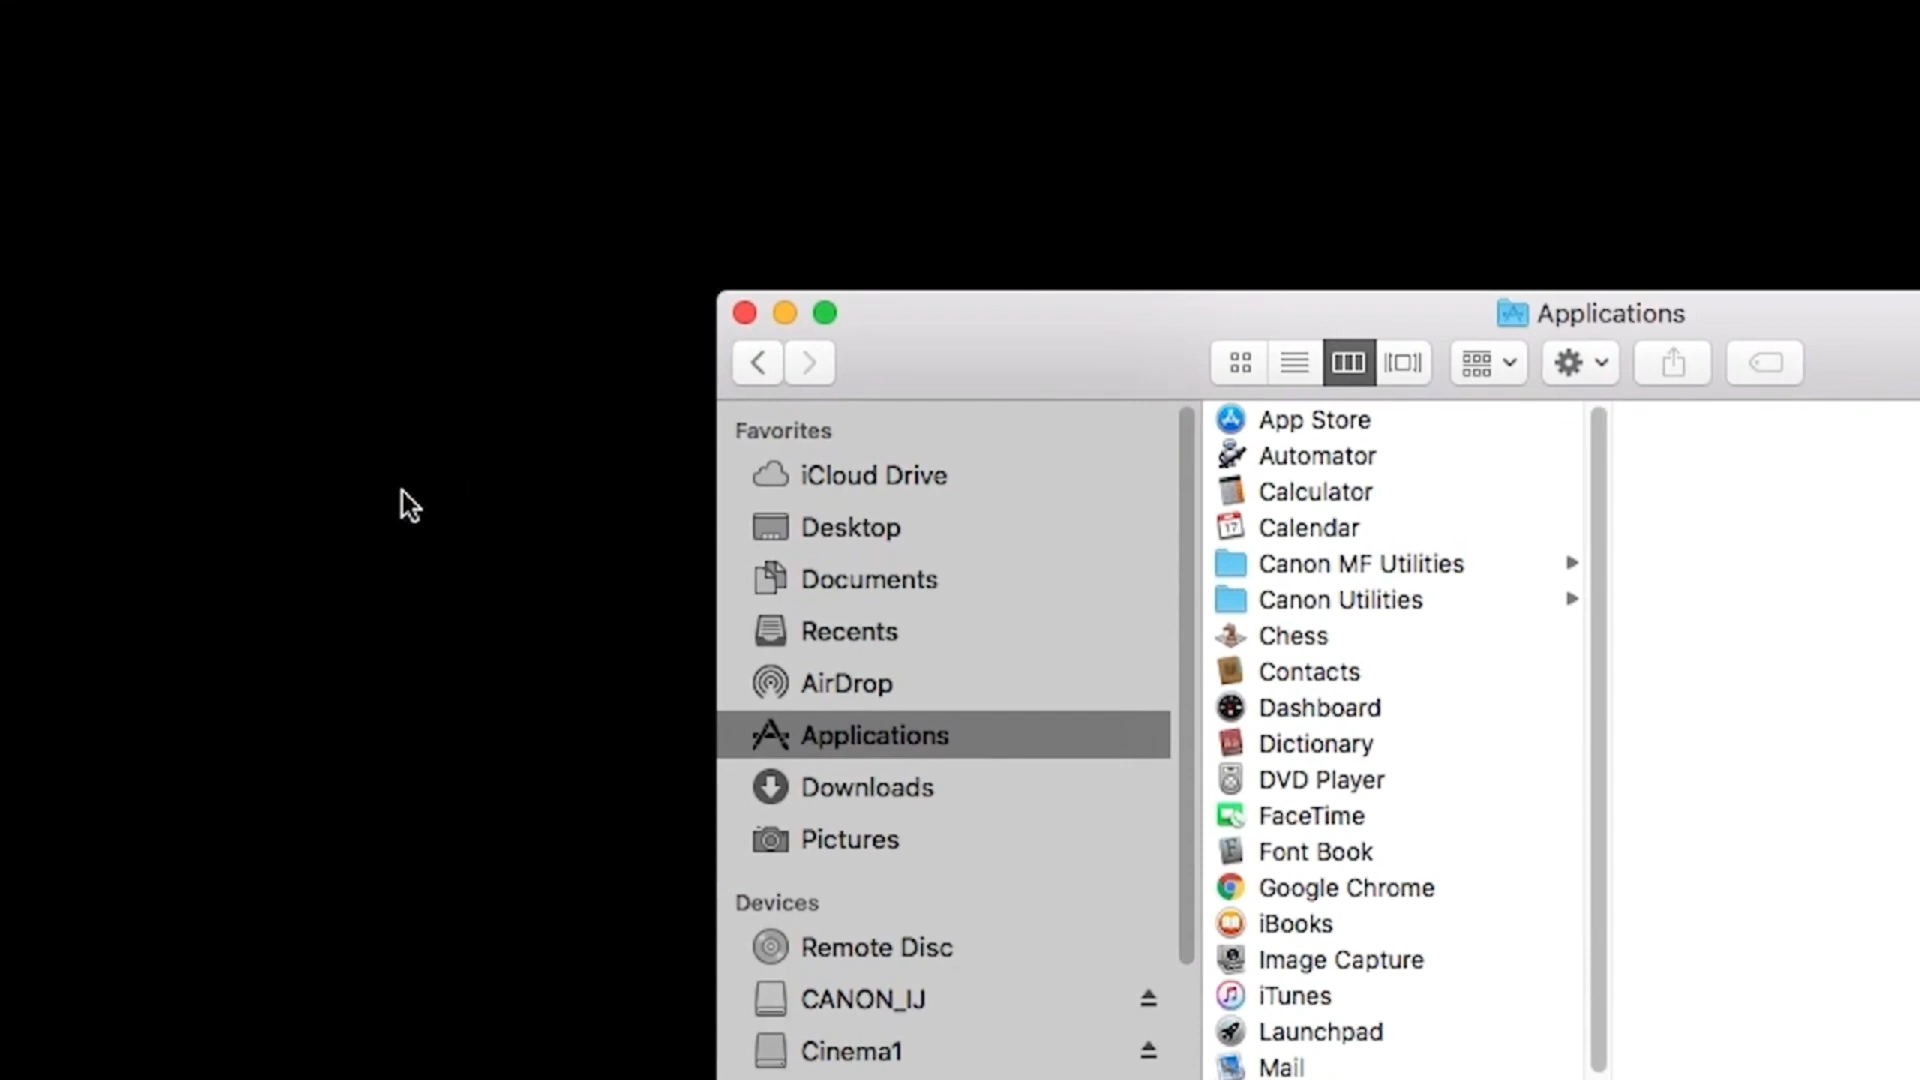 Applications
Favorites
iCloud Drive
Desktop
Documents
Recents
AirDrop
Applications
Downloads
Pictures
Devices
Remote Disc
CANON_IJ
Cinema1
App Store
Automator
Calculator
17
Calendar
Canon MF Utilities
Canon Utilities
Chess
Contacts
Dashboard
Dictionary
DVD Player
FaceTime
Font Book
Google Chrome
iBooks
Image Capture
iTunes
Launchpad
Mail